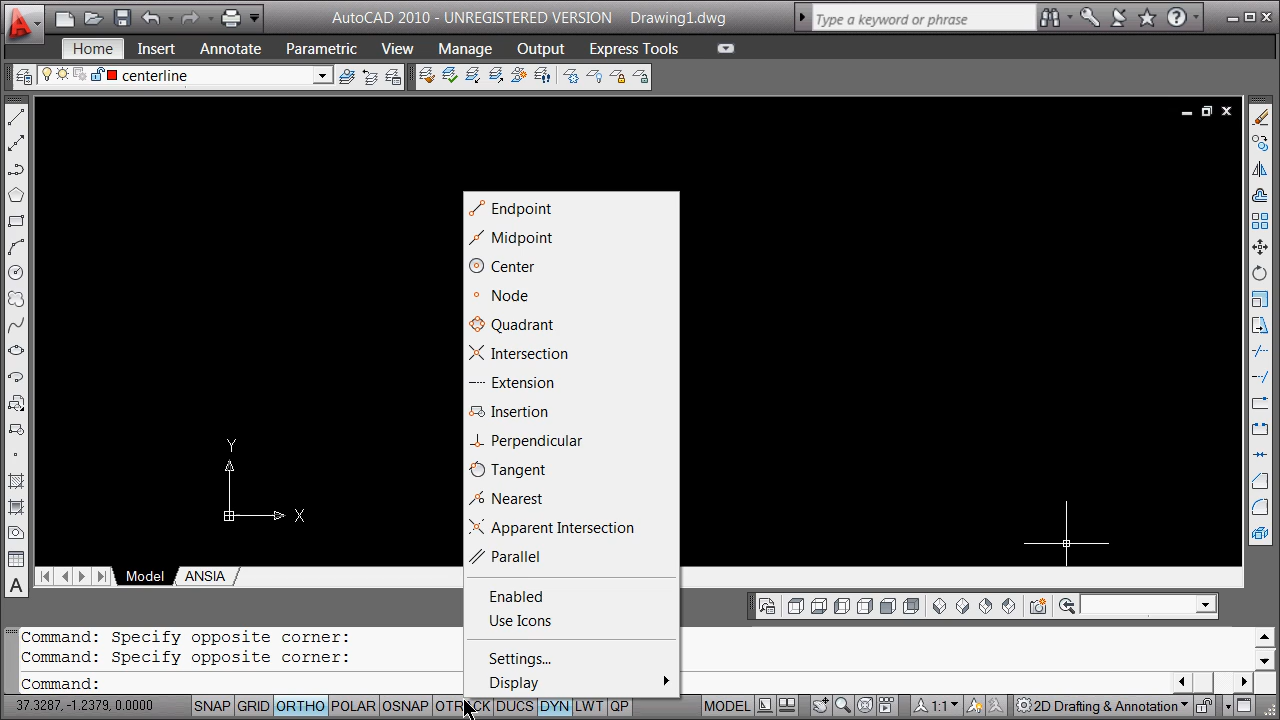 AutoCAD 2010 - UNREGISTERED VERSION Drawing1.dwg
Type a keyword or phrase
Home Insert Annotate Parametric View Manage Output Express Tools
centerline
Endpoint
Midpoint
Center
Node
Quadrant
Intersection
Extension
Insertion
Perpendicular
Tangent
Nearest
Apparent Intersection
Parallel
Enabled
Use Icons
Settings...
Display
Y
X
A
Model ANSIA
Command: Specify opposite corner:
Command: Specify opposite corner:
Command:
37.3287, -1.2379, 0.0000 SNAP GRID ORTHO POLAR OSNAP DUCS DYN LWT QP MODEL 1:1 2D Drafting & Annotation